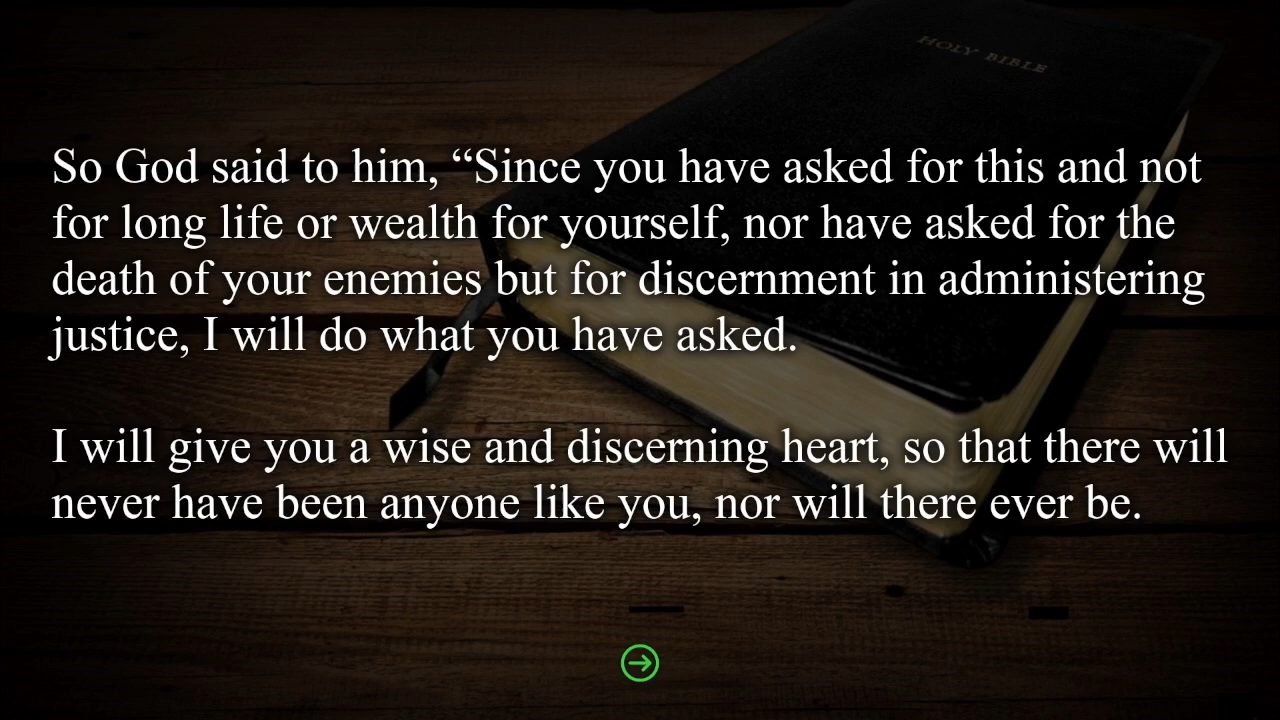 HOLY BIBLE
So God said to him, “Since you have asked for this and not
for long life or wealth for yourself, nor have asked for the
death of your enemies but for discernment in administering
justice, I will do what you have asked.
I will give you a wise and discerning heart, so that there will
never have been anyone like you, nor will there ever be.